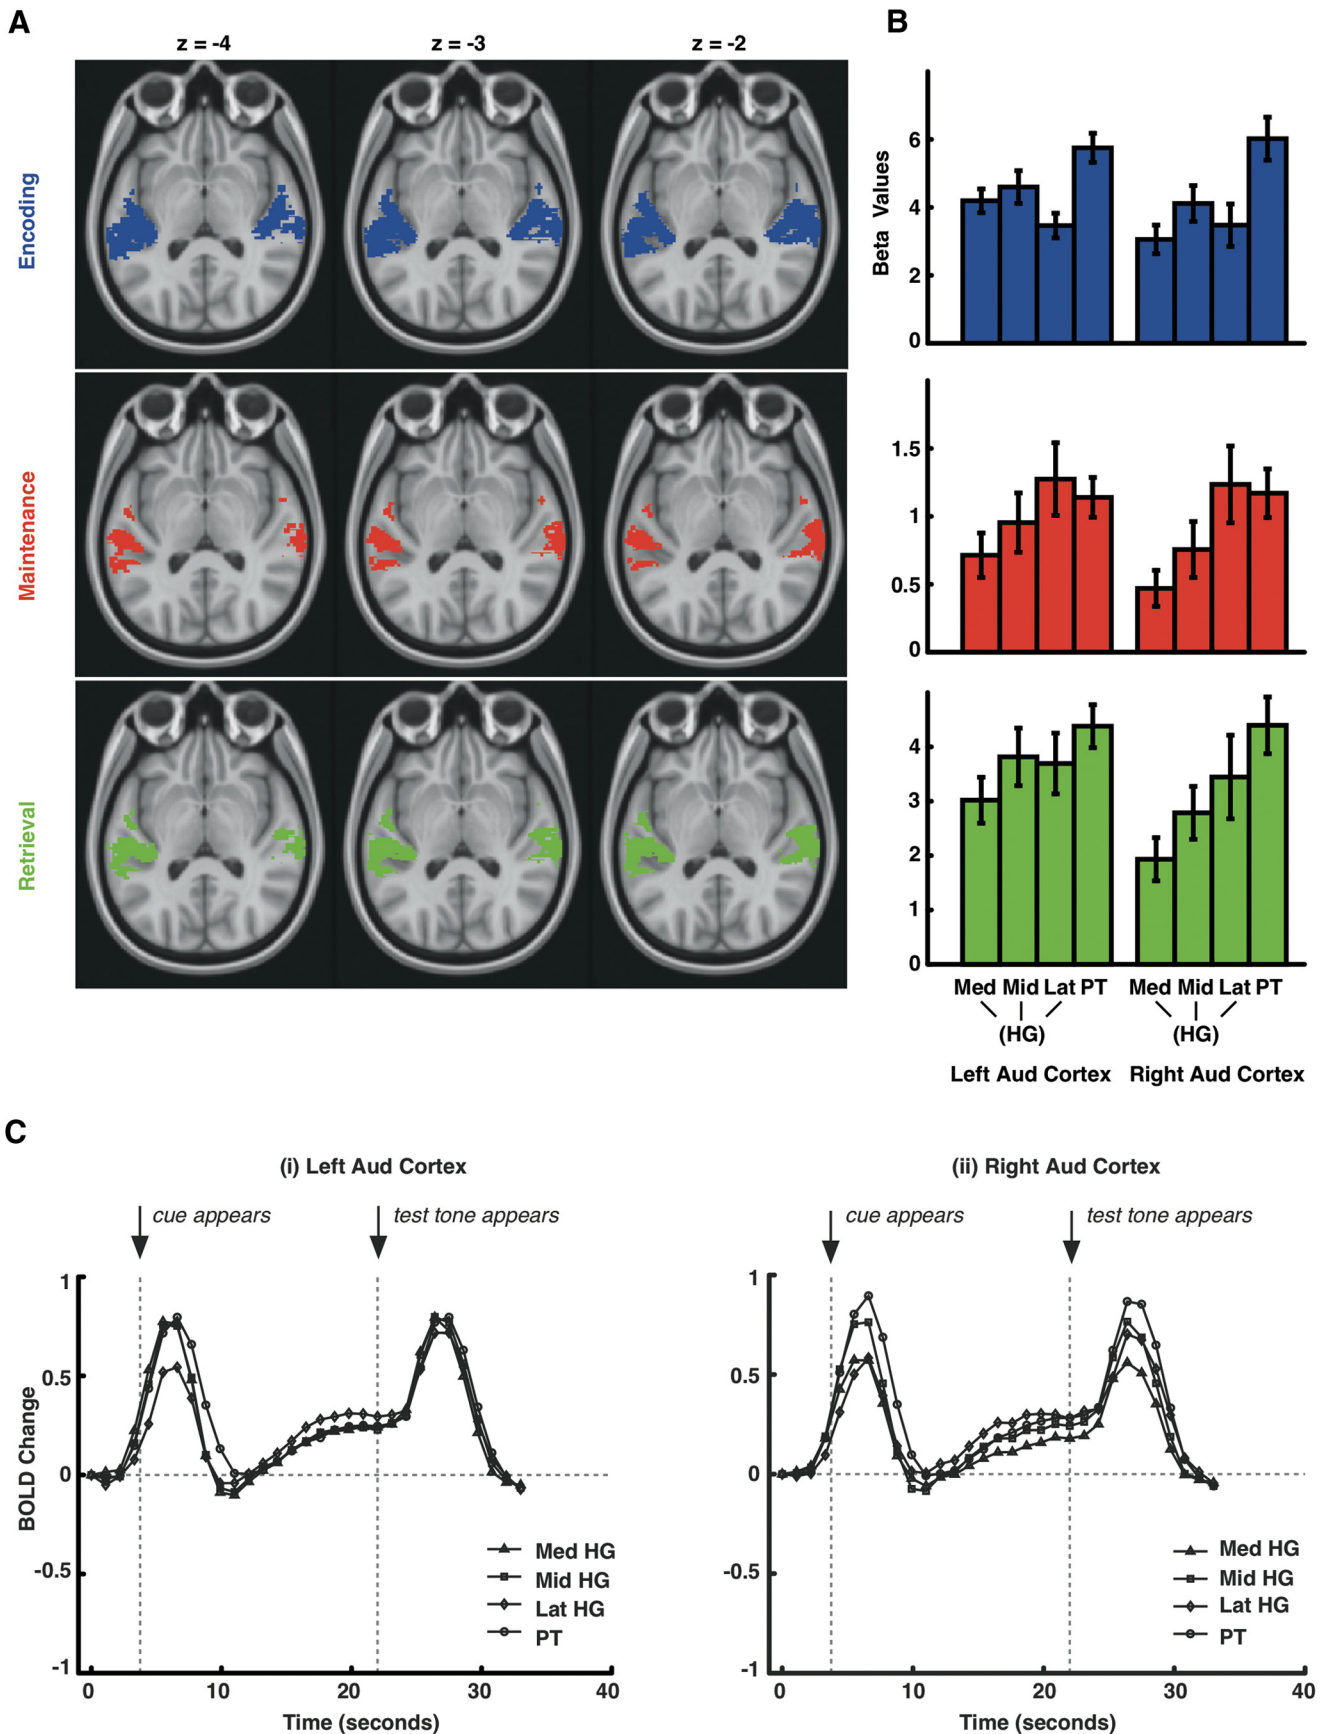 A
B
z = -4 z = -3 z = -2
Encoding
Maintenance
Retrieval
Beta Values
6
4
2
0
1.5
1
0.5
0
4
3
2
1
0
Med Mid Lat PT Med Mid Lat PT
(HG) (HG)
Left Aud Cortex Right Aud Cortex
C
(i) Left Aud Cortex
cue appears test tone appears
BOLD Change
1
0.5
0
-0.5
-1
Med HG
Mid HG
Lat HG
PT
0 10 20 30 40
Time (seconds)
(ii) Right Aud Cortex
cue appears test tone appears
1
0.5
0
-0.5
-1
Med HG
Mid HG
Lat HG
PT
0 10 20 30 40
Time (seconds)